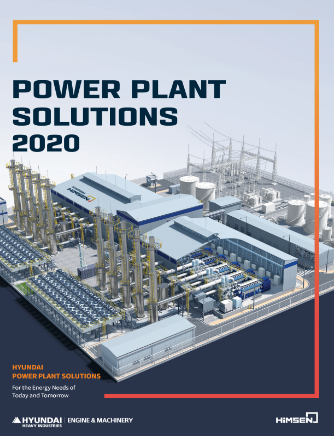 POWER PLANT
SOLUTIONS
2020
HIMSEN
HYUNDAI
POWER PLANT SOLUTIONS
For the Energy Needs of
Today and Tomorrow
HYUNDAI
HEAVY INDUSTRIES
ENGINE & MACHINERY
HIMSEN